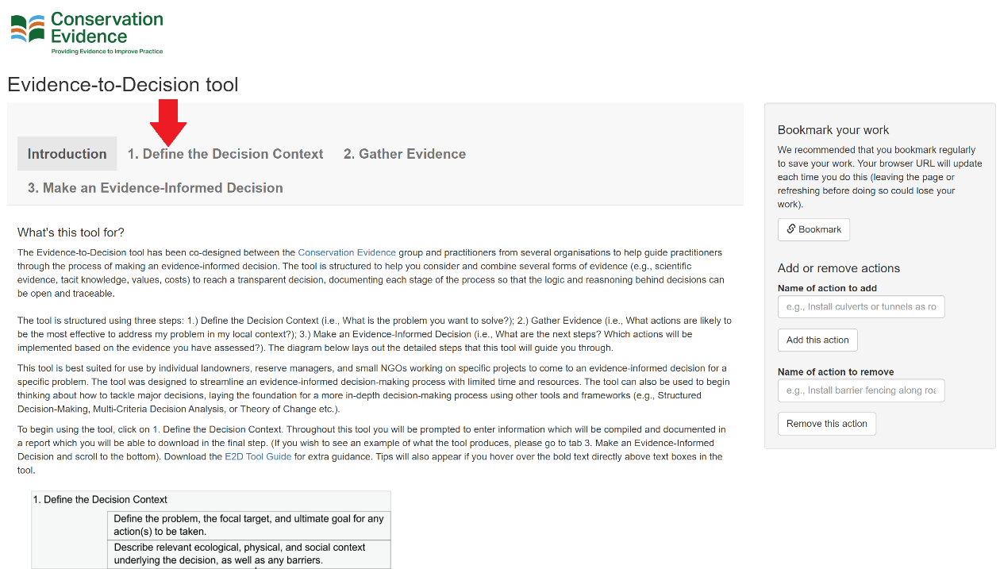 Conservation
Evidence
Providing Evidence to Improve Practice
Evidence-to-Decision tool
Introduction
1. Define the Decision Context
2. Gather Evidence
3. Make an Evidence-Informed Decision
What's this tool for?
The Evidence-to-Decision tool has been co-designed between the Conservation Evidence group and practitioners from several organisations to help guide practitioners
through the process of making an evidence-informed decision. The tool is structured to help you consider and combine several forms of evidence (e.g., scientific
evidence, tacit knowledge, values, costs) to reach a transparent decision, documenting each stage of the process so that the logic and reasnoning behind decisions can
be open and traceable.
The tool is structured using three steps: 1.) Define the Decision Context (i.e., What is the problem you want to solve?); 2.) Gather Evidence (i.e., What actions are likely to
be the most effective to address my problem in my local context?); 3.) Make an Evidence-Informed Decision (i.e., What are the next steps? Which actions will be
implemented based on the evidence you have assessed?). The diagram below lays out the detailed steps that this tool will guide you through.
This tool is best suited for use by individual landowners, reserve managers, and small NGOs working on specific projects to come to an evidence-informed decision for a
specific problem. The tool was designed to streamline an evidence-informed decision-making process with limited time and resources. The tool can also be used to begin
thinking about how to tackle major decisions, laying the foundation for a more in-depth decision-making process using other tools and frameworks (e.g., Structured
Decision-Making, Multi-Criteria Decision Analysis, or Theory of Change etc.).
To begin using the tool, click on 1. Define the Decision Context. Throughout this tool you will be prompted to enter information which will be compiled and documented in
a report which you will be able to download in the final step. (If you wish to see an example of what the tool produces, please go to tab 3. Make an Evidence-Informed
Decision and scroll to the bottom). Download the E2D Tool Guide for extra guidance. Tips will also appear if you hover over the bold text directly above text boxes in the
tool.
1. Define the Decision Context
Define the problem, the focal target, and ultimate goal for any
action(s) to be taken.
Describe relevant ecological, physical, and social context
underlying the decision, as well as any barriers.
Bookmark your work
We recommended that you bookmark regularly
to save your work. Your browser URL will update
each time you do this (leaving the page or
refreshing before doing so could lose your
work).
Bookmark
Add or remove actions
Name of action to add
e.g., Install culverts or tunnels as ro
Add this action
Name of action to remove
e.g., Install barrier fencing along roa
Remove this action